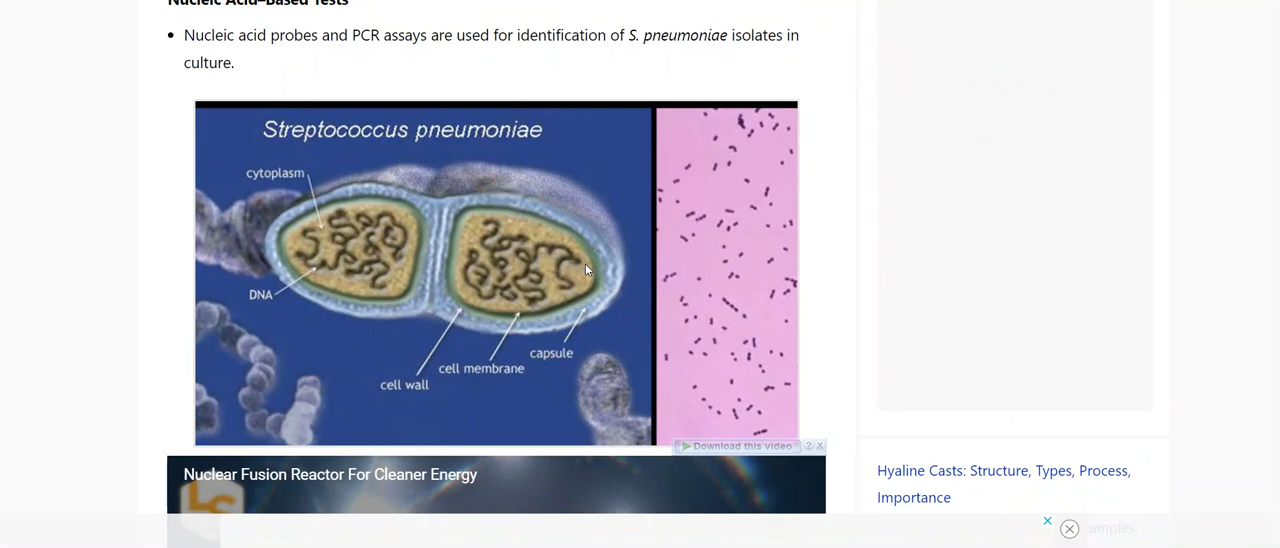 Nucleic Acid–Based Tests
• Nucleic acid probes and PCR assays are used for identification of S. pneumoniae isolates in
culture.
Streptococcus pneumoniae
cytoplasm
DNA
capsule
cell membrane
cell wall
Download this video ? X
Nuclear Fusion Reactor For Cleaner Energy
Hyaline Casts: Structure, Types, Process,
Importance